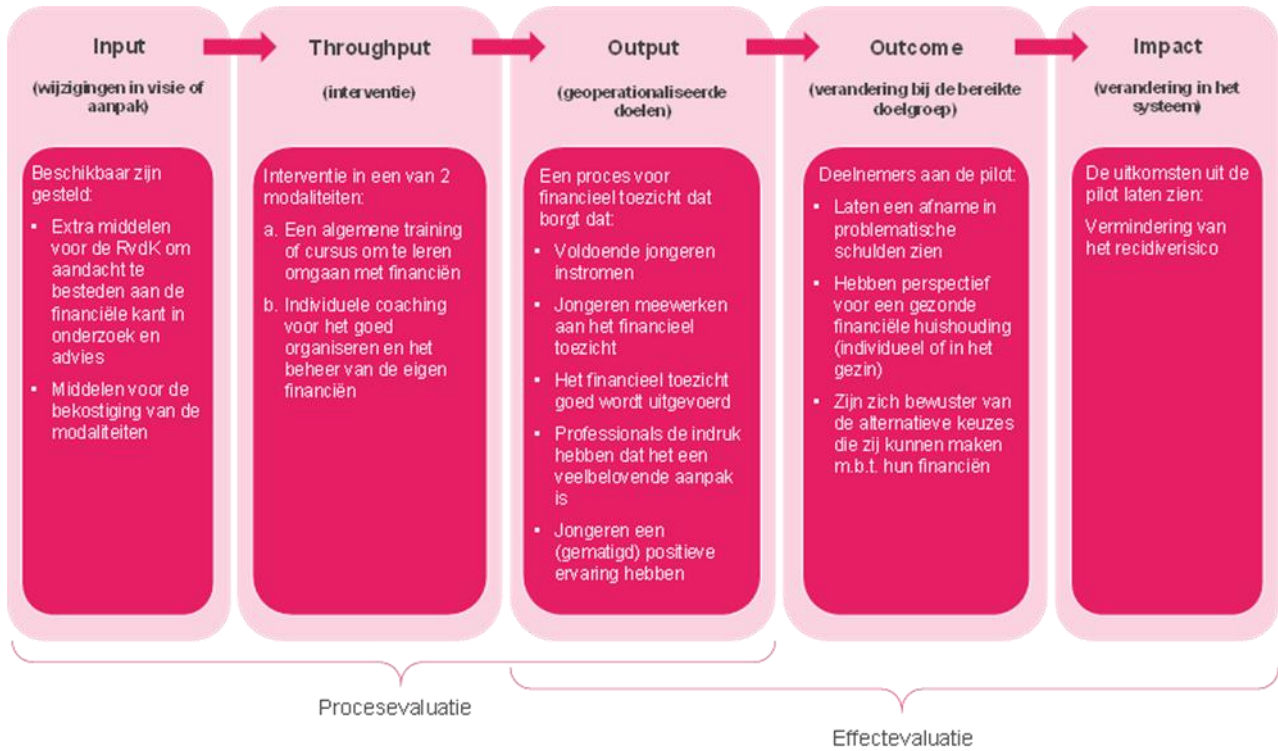 Input
(wijzigingen in visie of
aanpak)
Beschikbaar zijn
gesteld:
▪ Extra middelen
voor de RvdK om
aandacht te
besteden aan de
financiële kant in
onderzoek en
advies
▪ Middelen voor de
bekostiging van de
modaliteiten
Throughput
(interventie)
Interventie in een van 2
modaliteiten:
a. Een algemene training
of cursus om te leren
omgaan met financiën
b. Individuele coaching
voor het goed
organiseren en het
beheer van de eigen
financiën
Output
(geoperationaliseerde
doelen)
Een proces voor
financieel toezicht dat
borgt dat:
▪ Voldoende jongeren
instromen
▪ Jongeren meewerken
aan het financieel
toezicht
▪ Het financieel toezicht
goed wordt uitgevoerd
▪ Professionals de indruk
hebben dat het een
veelbelovende aanpak
is
▪ Jongeren een
(gematigd) positieve
ervaring hebben
Outcome
(verandering bij de bereikte
doelgroep)
Deelnemers aan de pilot:
▪ Laten een afname in
problematische
schulden zien
▪ Hebben perspectief
voor een gezonde
financiële huishouding
(individueel of in het
gezin)
▪ Zijn zich bewuster van
de alternatieve keuzes
die zij kunnen maken
m.b.t. hun financiën
Impact
(verandering in het
systeem)
De uitkomsten uit de
pilot laten zien:
Vermindering van
het recidiverisico
Procesevaluatie
Effectevaluatie